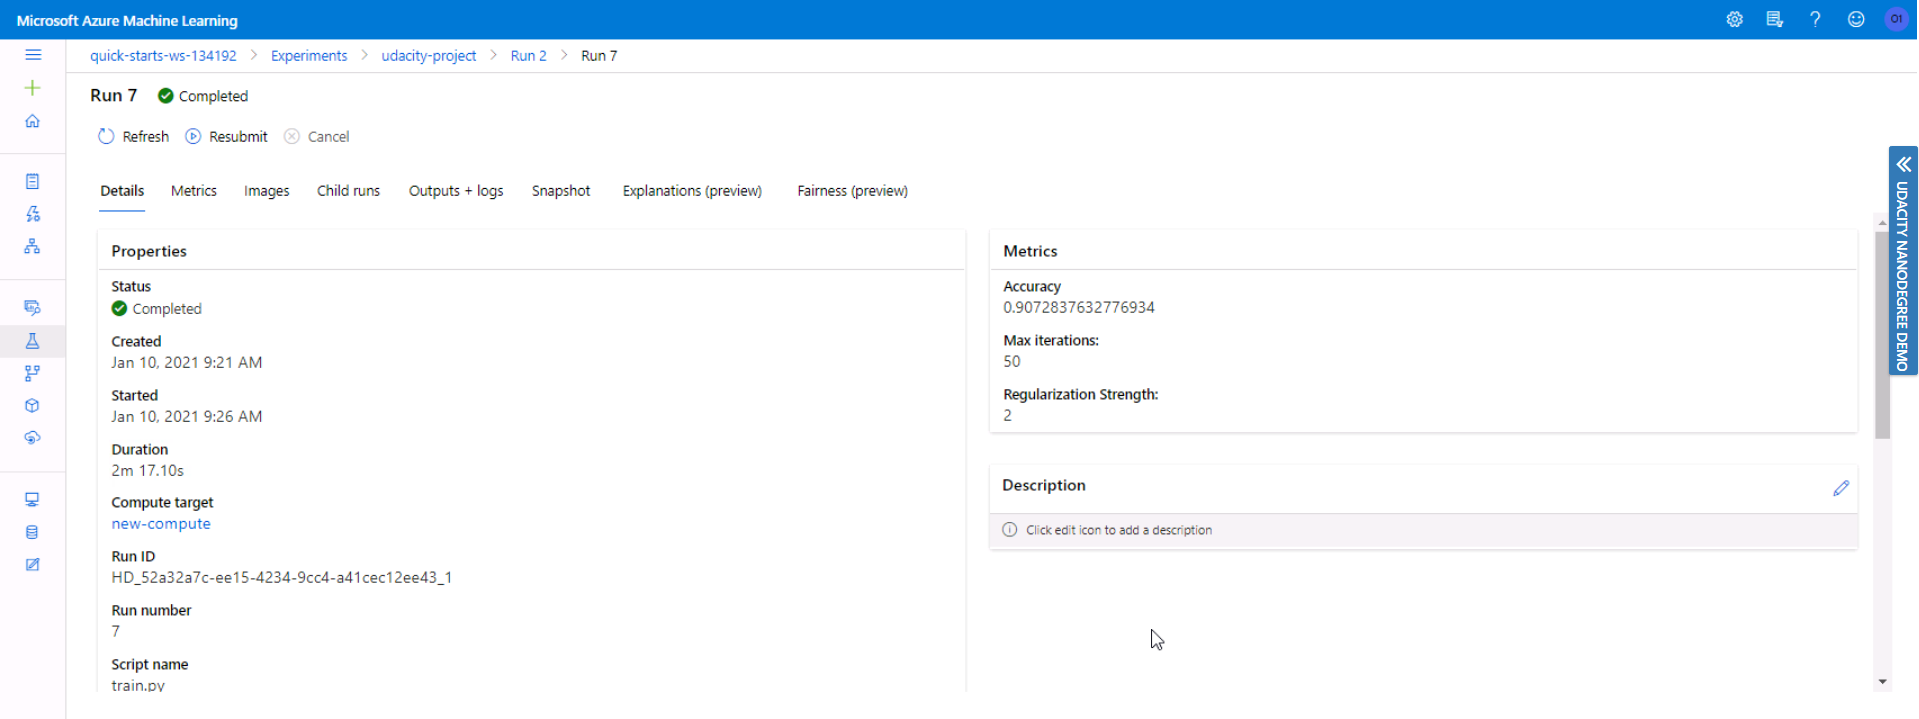 Microsoft Azure Machine Learning
O1
quick-starts-ws-134192 > Experiments > udacity-project > Run 2 > Run 7
Run 7 Completed
Refresh Resubmit Cancel
Details Metrics Images Child runs Outputs + logs Snapshot Explanations (preview) Fairness (preview)
Properties
Status
Completed
Created
Jan 10, 2021 9:21 AM
Started
Jan 10, 2021 9:26 AM
Duration
2m 17.10s
Compute target
new-compute
Run ID
HD_52a32a7c-ee15-4234-9cc4-a41cec12ee43_1
Run number
7
Script name
train.py
Metrics
Accuracy
0.9072837632776934
Max iterations:
50
Regularization Strength:
2
Description
Click edit icon to add a description
UDACITY NANODEGREE DEMO